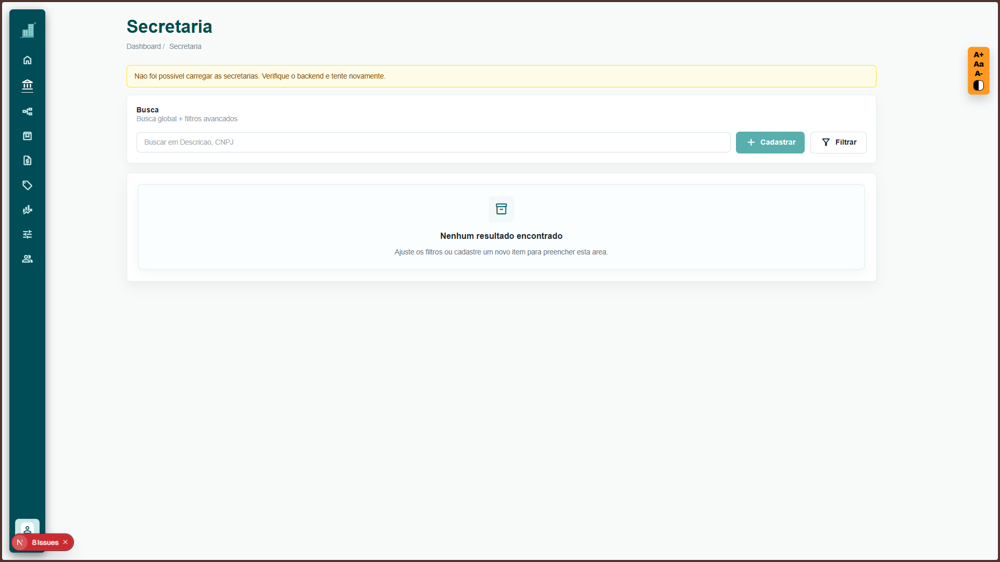 Secretaria
Dashboard / Secretaria
A+
Aa
A-
Nao foi possivel carregar as secretarias. Verifique o backend e tente novamente.
Busca
Busca global + filtros avancados
Buscar em Descricao, CNPJ
Cadastrar
Filtrar
Nenhum resultado encontrado
Ajuste os filtros ou cadastre um novo item para preencher esta area.
N 8 Issues